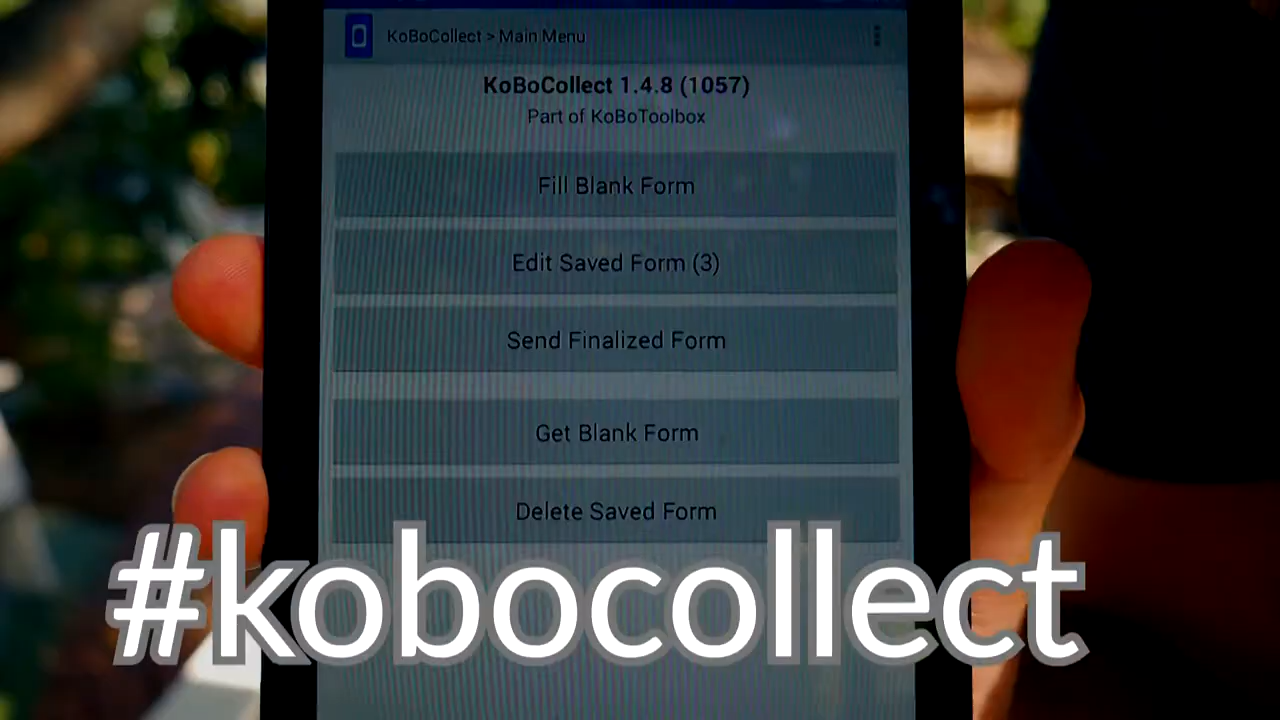 KoBoCollect > Main Menu
KoBoCollect 1.4.8 (1057)
Part of KoBoToolbox
Fill Blank Form
Edit Saved Form (3)
Send Finalized Form
Get Blank Form
Delete Saved Form
#kobocollect